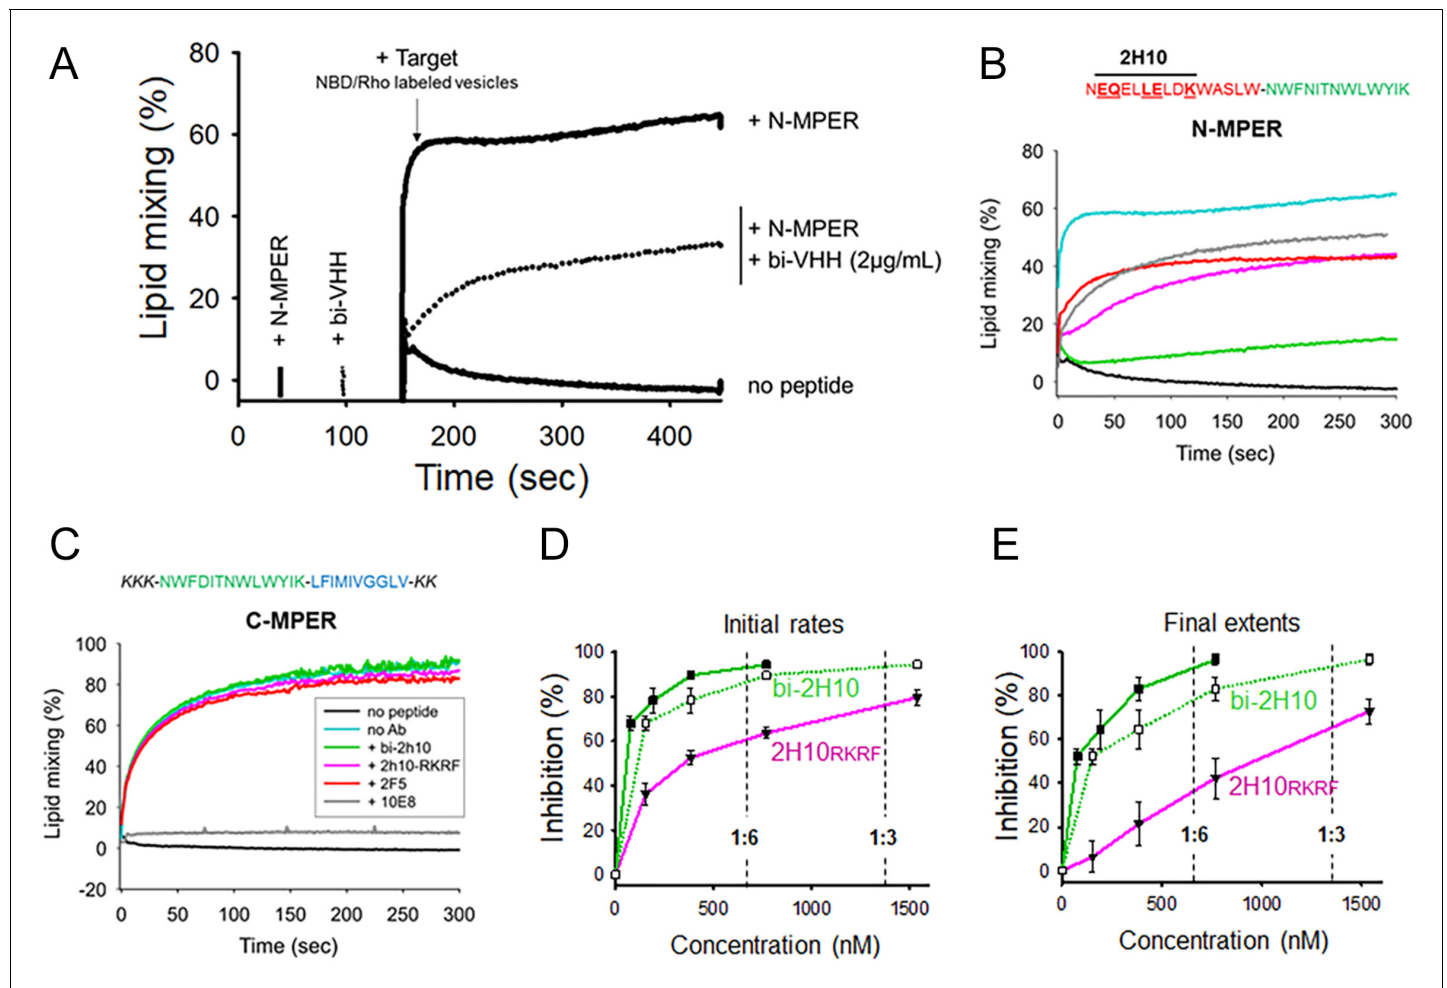 A
80
60
40
20
0
Lipid mixing (%)
+ Target
NBD/Rho labeled vesicles
+ N-MPER
+ bi-VHH
+ N-MPER
+ N-MPER
+ bi-VHH (2µg/mL)
no peptide
0 100 200 300 400
Time (sec)
B
2H10
NEQELLELDKWASLW-NWFNITNWLWYIK
N-MPER
80
60
40
20
0
Lipid mixing (%)
0 50 100 150 200 250 300
Time (sec)
C
KKK-NWFDITNWLWYIK-LFIMIVGGLV-KK
C-MPER
100
80
60
40
20
0
-20
Lipid mixing (%)
no peptide
no Ab
+ bi-2h10
+ 2h10-RKRF
+ 2F5
+ 10E8
0 50 100 150 200 250 300
Time (sec)
D
Initial rates
100
80
60
40
20
0
Inhibition (%)
bi-2H10
2H10RKRF
1:6
1:3
0 500 1000 1500
Concentration (nM)
E
Final extents
100
80
60
40
20
0
Inhibition (%)
bi-2H10
2H10RKRF
1:6
1:3
0 500 1000 1500
Concentration (nM)